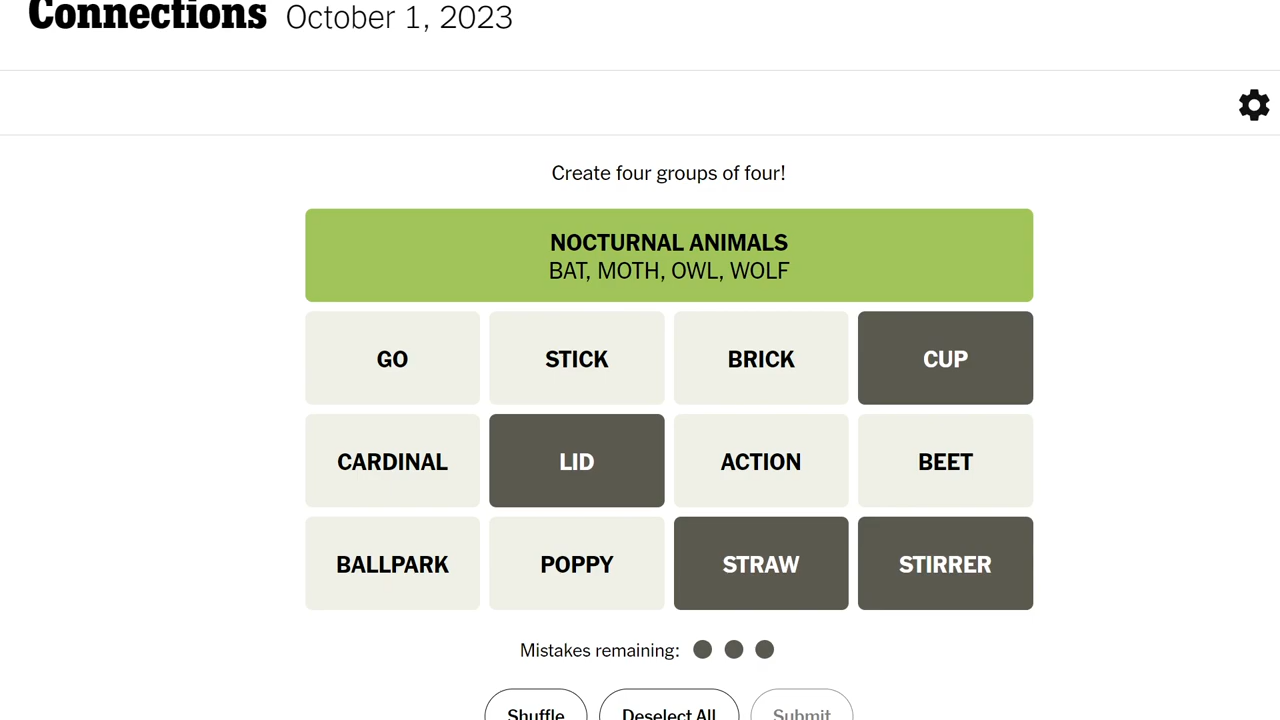 Connections October 1, 2023
Create four groups of four!
NOCTURNAL ANIMALS
BAT, MOTH, OWL, WOLF
GO STICK BRICK CUP
CARDINAL LID ACTION BEET
BALLPARK POPPY STRAW STIRRER
Mistakes remaining:
Shuffle Deselect All Submit